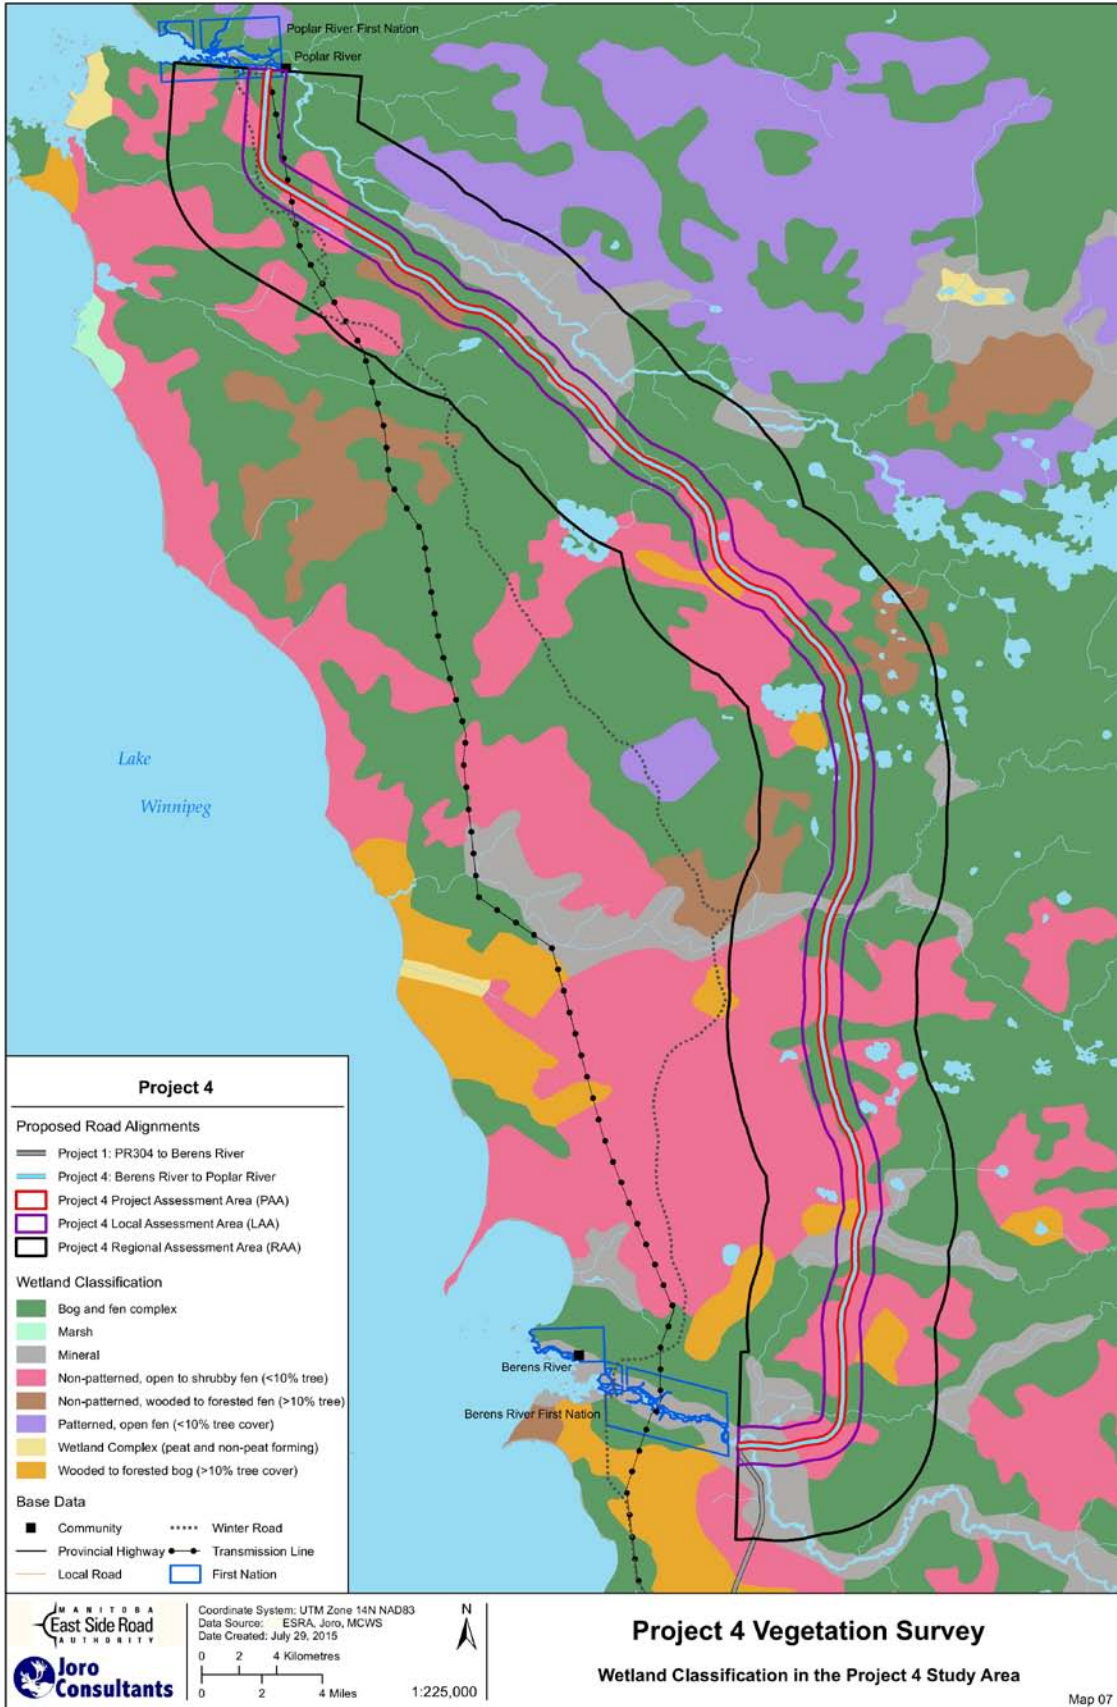 Poplar River First Nation
Poplar River
Lake
Winnipeg
Berens River
Berens River First Nation
Project 4
Proposed Road Alignments
Project 1: PR304 to Berens River
Project 4: Berens River to Poplar River
Project 4 Project Assessment Area (PAA)
Project 4 Local Assessment Area (LAA)
Project 4 Regional Assessment Area (RAA)
Wetland Classification
Bog and fen complex
Marsh
Mineral
Non-patterned, open to shrubby fen (<10% tree)
Non-patterned, wooded to forested fen (>10% tree)
Patterned, open fen (<10% tree cover)
Wetland Complex (peat and non-peat forming)
Wooded to forested bog (>10% tree cover)
Base Data
Community
Winter Road
Provincial Highway
Transmission Line
Local Road
First Nation
MANITOBA
East Side Road
AUTHORITY
Joro
Consultants
Coordinate System: UTM Zone 14N NAD83
Data Source: ESRA, Joro, MCWS
Date Created: July 29, 2015
0 2 4 Kilometres
0 2 4 Miles
1:225,000
N
Project 4 Vegetation Survey
Wetland Classification in the Project 4 Study Area
Map 07